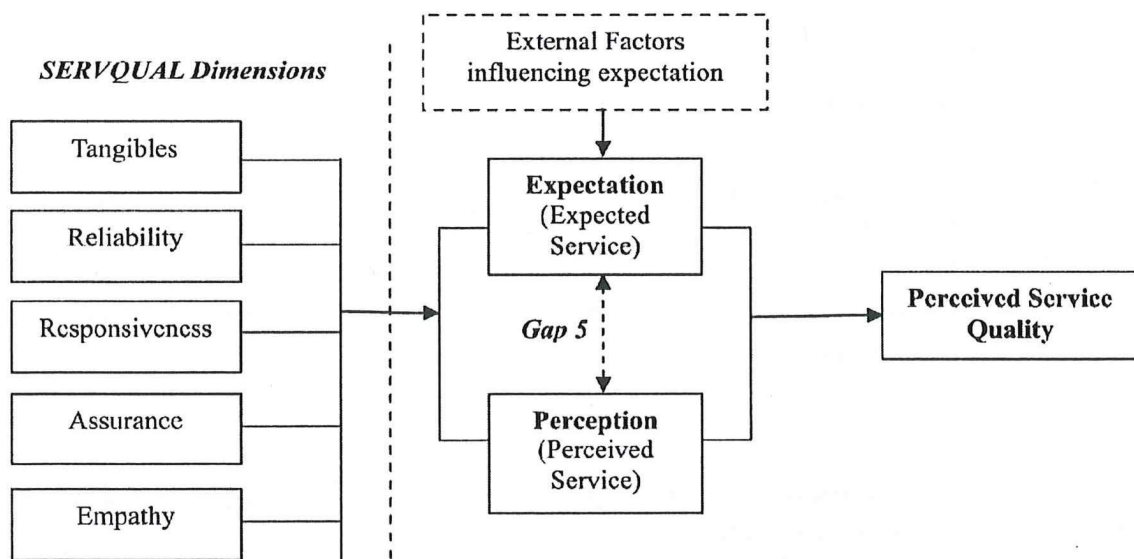 SERVQUAL Dimensions
Tangibles
Reliability
Responsiveness
Assurance
Empathy
External Factors
influencing expectation
Expectation
(Expected
Service)
Gap 5
Perception
(Perceived
Service)
Perceived Service
Quality